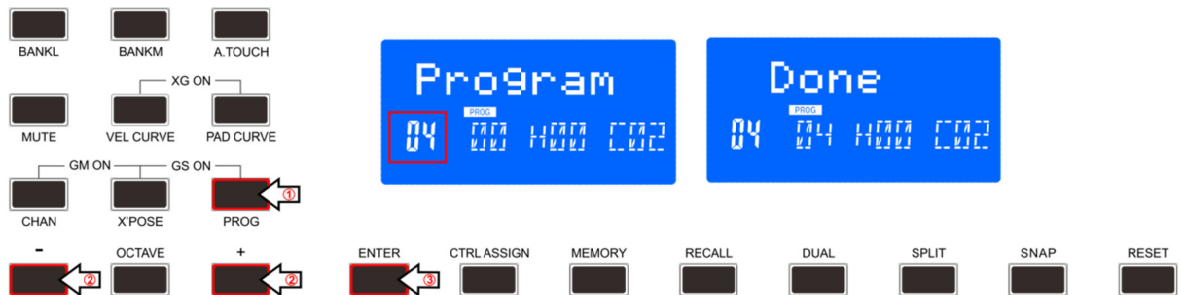 BANKL BANKM A.TOUCH
XG ON
MUTE VEL CURVE PAD CURVE
GM ON GS ON
①
CHAN X'POSE PROG
- OCTAVE +
② ②
Program
PROG
04 00 H00 C02
Done
PROG
04 04 H00 C02
ENTER CTRL ASSIGN MEMORY RECALL DUAL SPLIT SNAP RESET
③